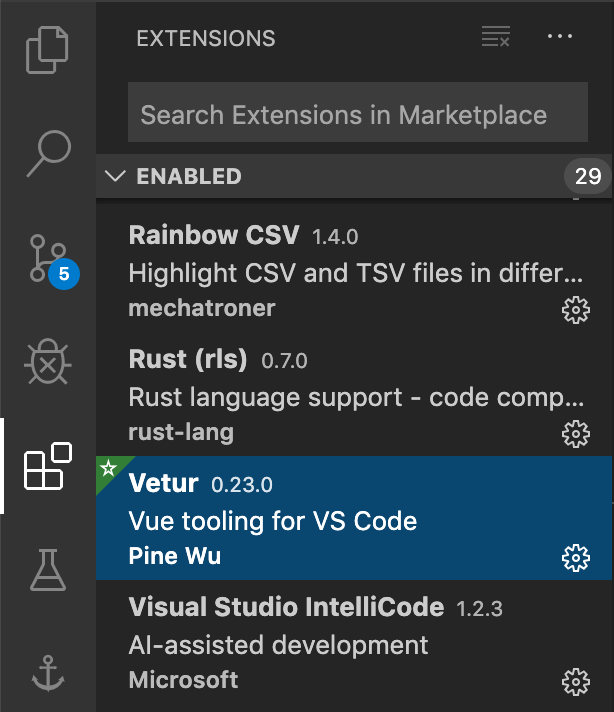 EXTENSIONS
Search Extensions in Marketplace
ENABLED 29
Rainbow CSV 1.4.0
Highlight CSV and TSV files in differ...
mechatroner
5
Rust (rls) 0.7.0
Rust language support - code comp...
rust-lang
Vetur 0.23.0
Vue tooling for VS Code
Pine Wu
Visual Studio IntelliCode 1.2.3
AI-assisted development
Microsoft